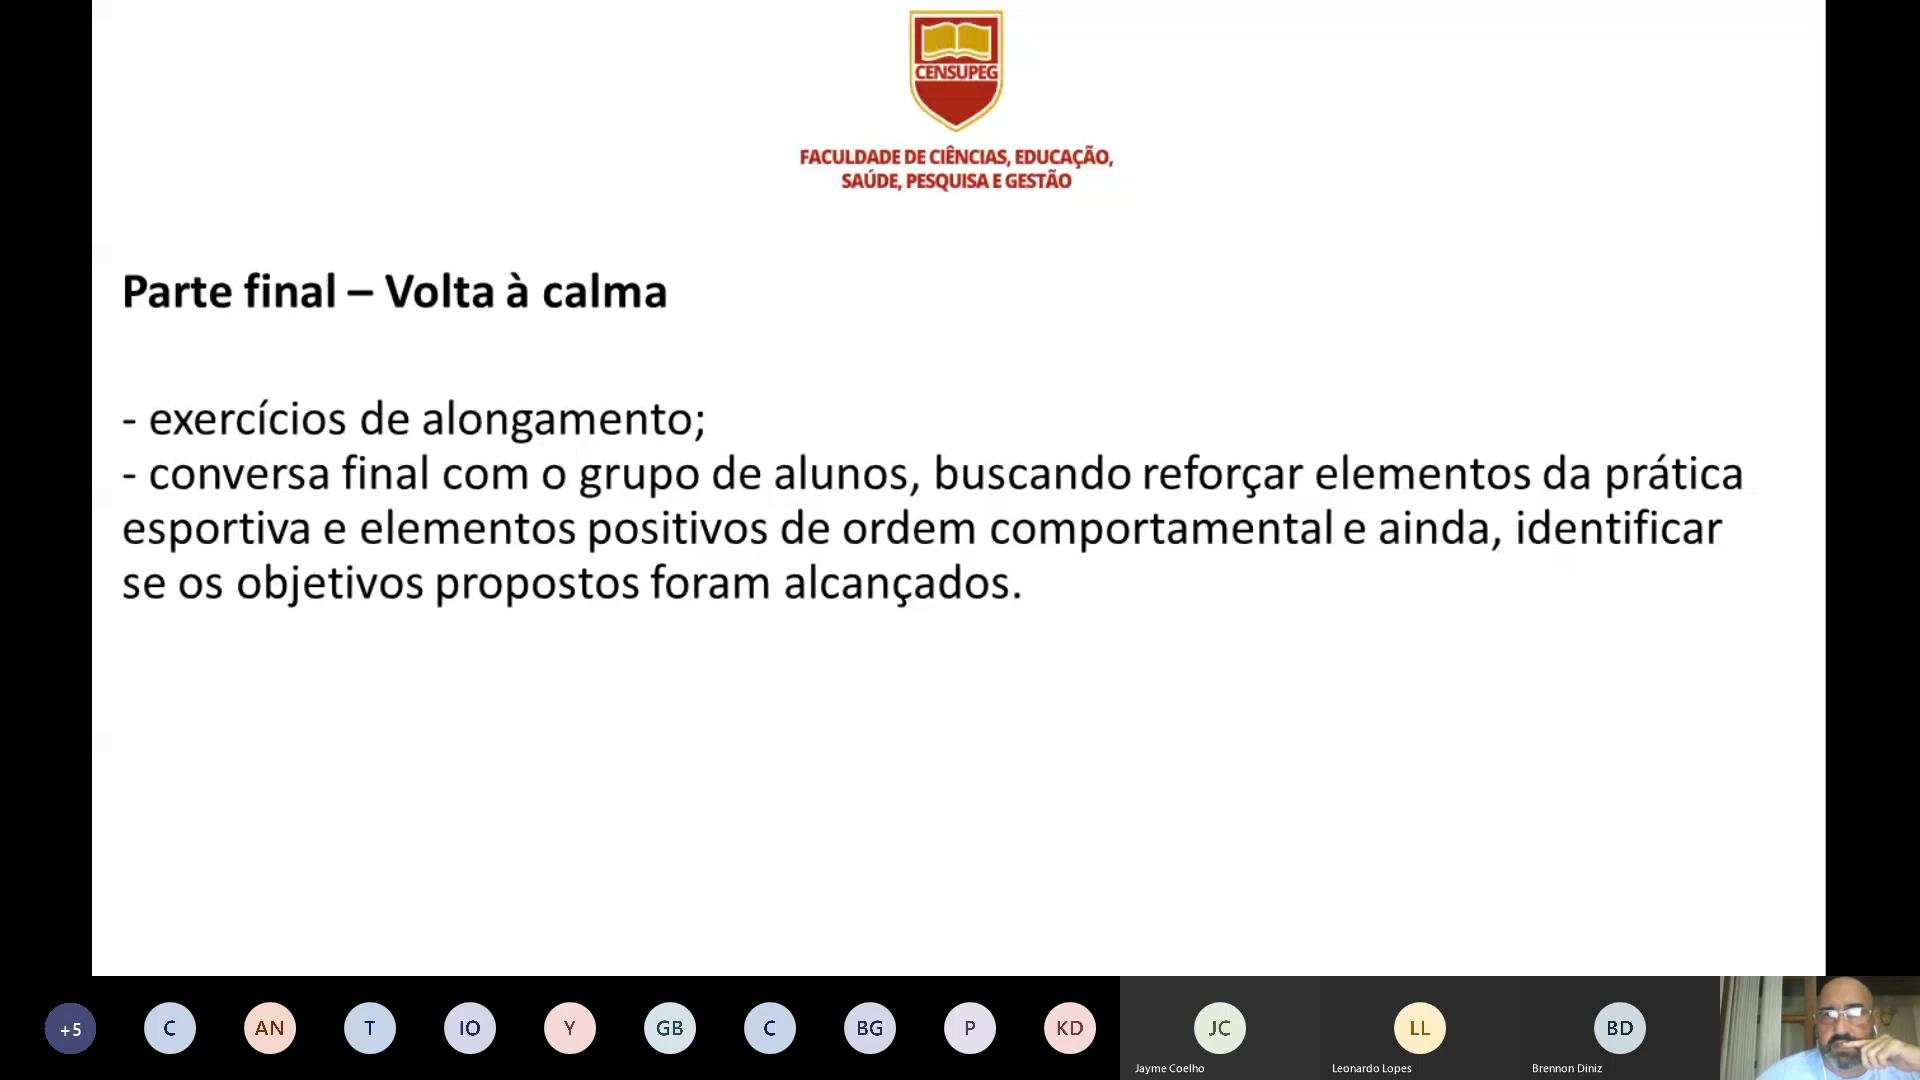 CENSUPEG
FACULDADE DE CIÊNCIAS, EDUCAÇÃO,
SAÚDE, PESQUISA E GESTÃO
Parte final – Volta à calma
- exercícios de alongamento;
- conversa final com o grupo de alunos, buscando reforçar elementos da prática
esportiva e elementos positivos de ordem comportamental e ainda, identificar
se os objetivos propostos foram alcançados.
+5 C AN T IO Y GB C BG P KD JC LL BD
Jayme Coelho Leonardo Lopes Brennon Diniz